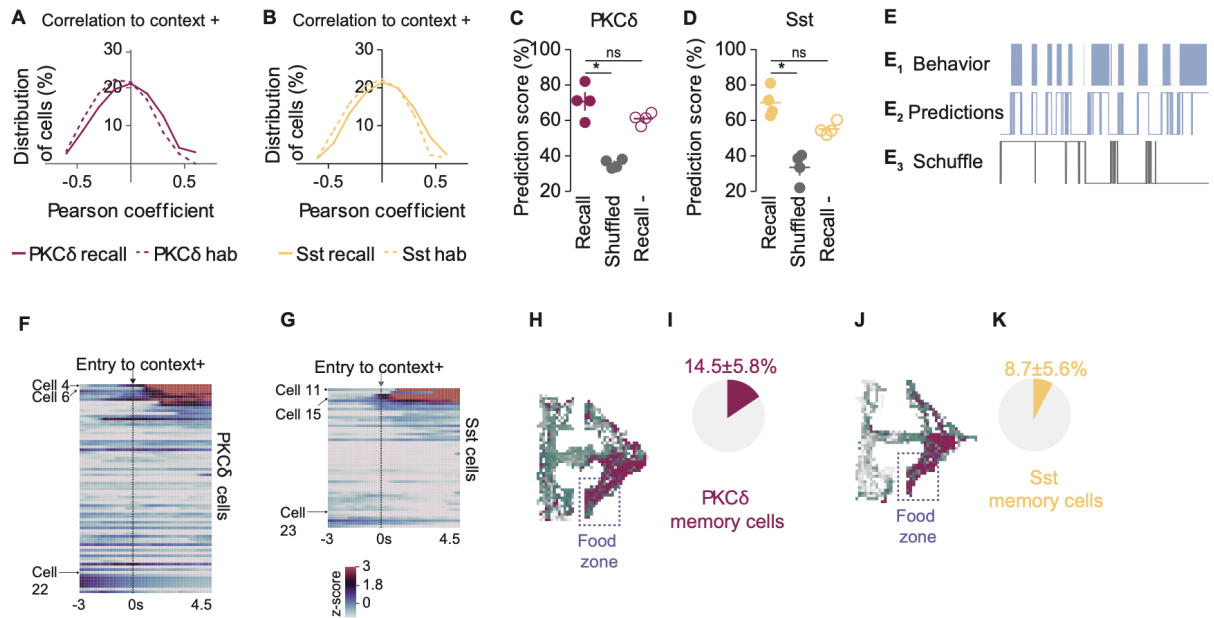 A
Correlation to context +
Distribution
of cells (%)
30
20
10
-0.5
0
0.5
Pearson coefficient
PKCδ recall
PKCδ hab
B
Correlation to context +
Distribution
of cells (%)
30
20
10
-0.5
0
0.5
Pearson coefficient
Sst recall
Sst hab
C
PKCδ
Prediction score (%)
100
80
60
40
20
ns
*
Recall
Shuffled
Recall -
D
Sst
Prediction score (%)
100
80
60
40
20
ns
*
Recall
Shuffled
Recall -
E
E1 Behavior
E2 Predictions
E3 Schuffle
F
Entry to context+
Cell 4
Cell 6
Cell
22
PKCδ cells
-3
0s
4.5
G
Entry to context+
Cell 11
Cell 15
Cell
23
Sst cells
-3
0s
4.5
z-score
3
1.8
0
H
Food
zone
I
14.5±5.8%
PKCδ
memory cells
J
Food
zone
K
8.7±5.6%
Sst
memory cells